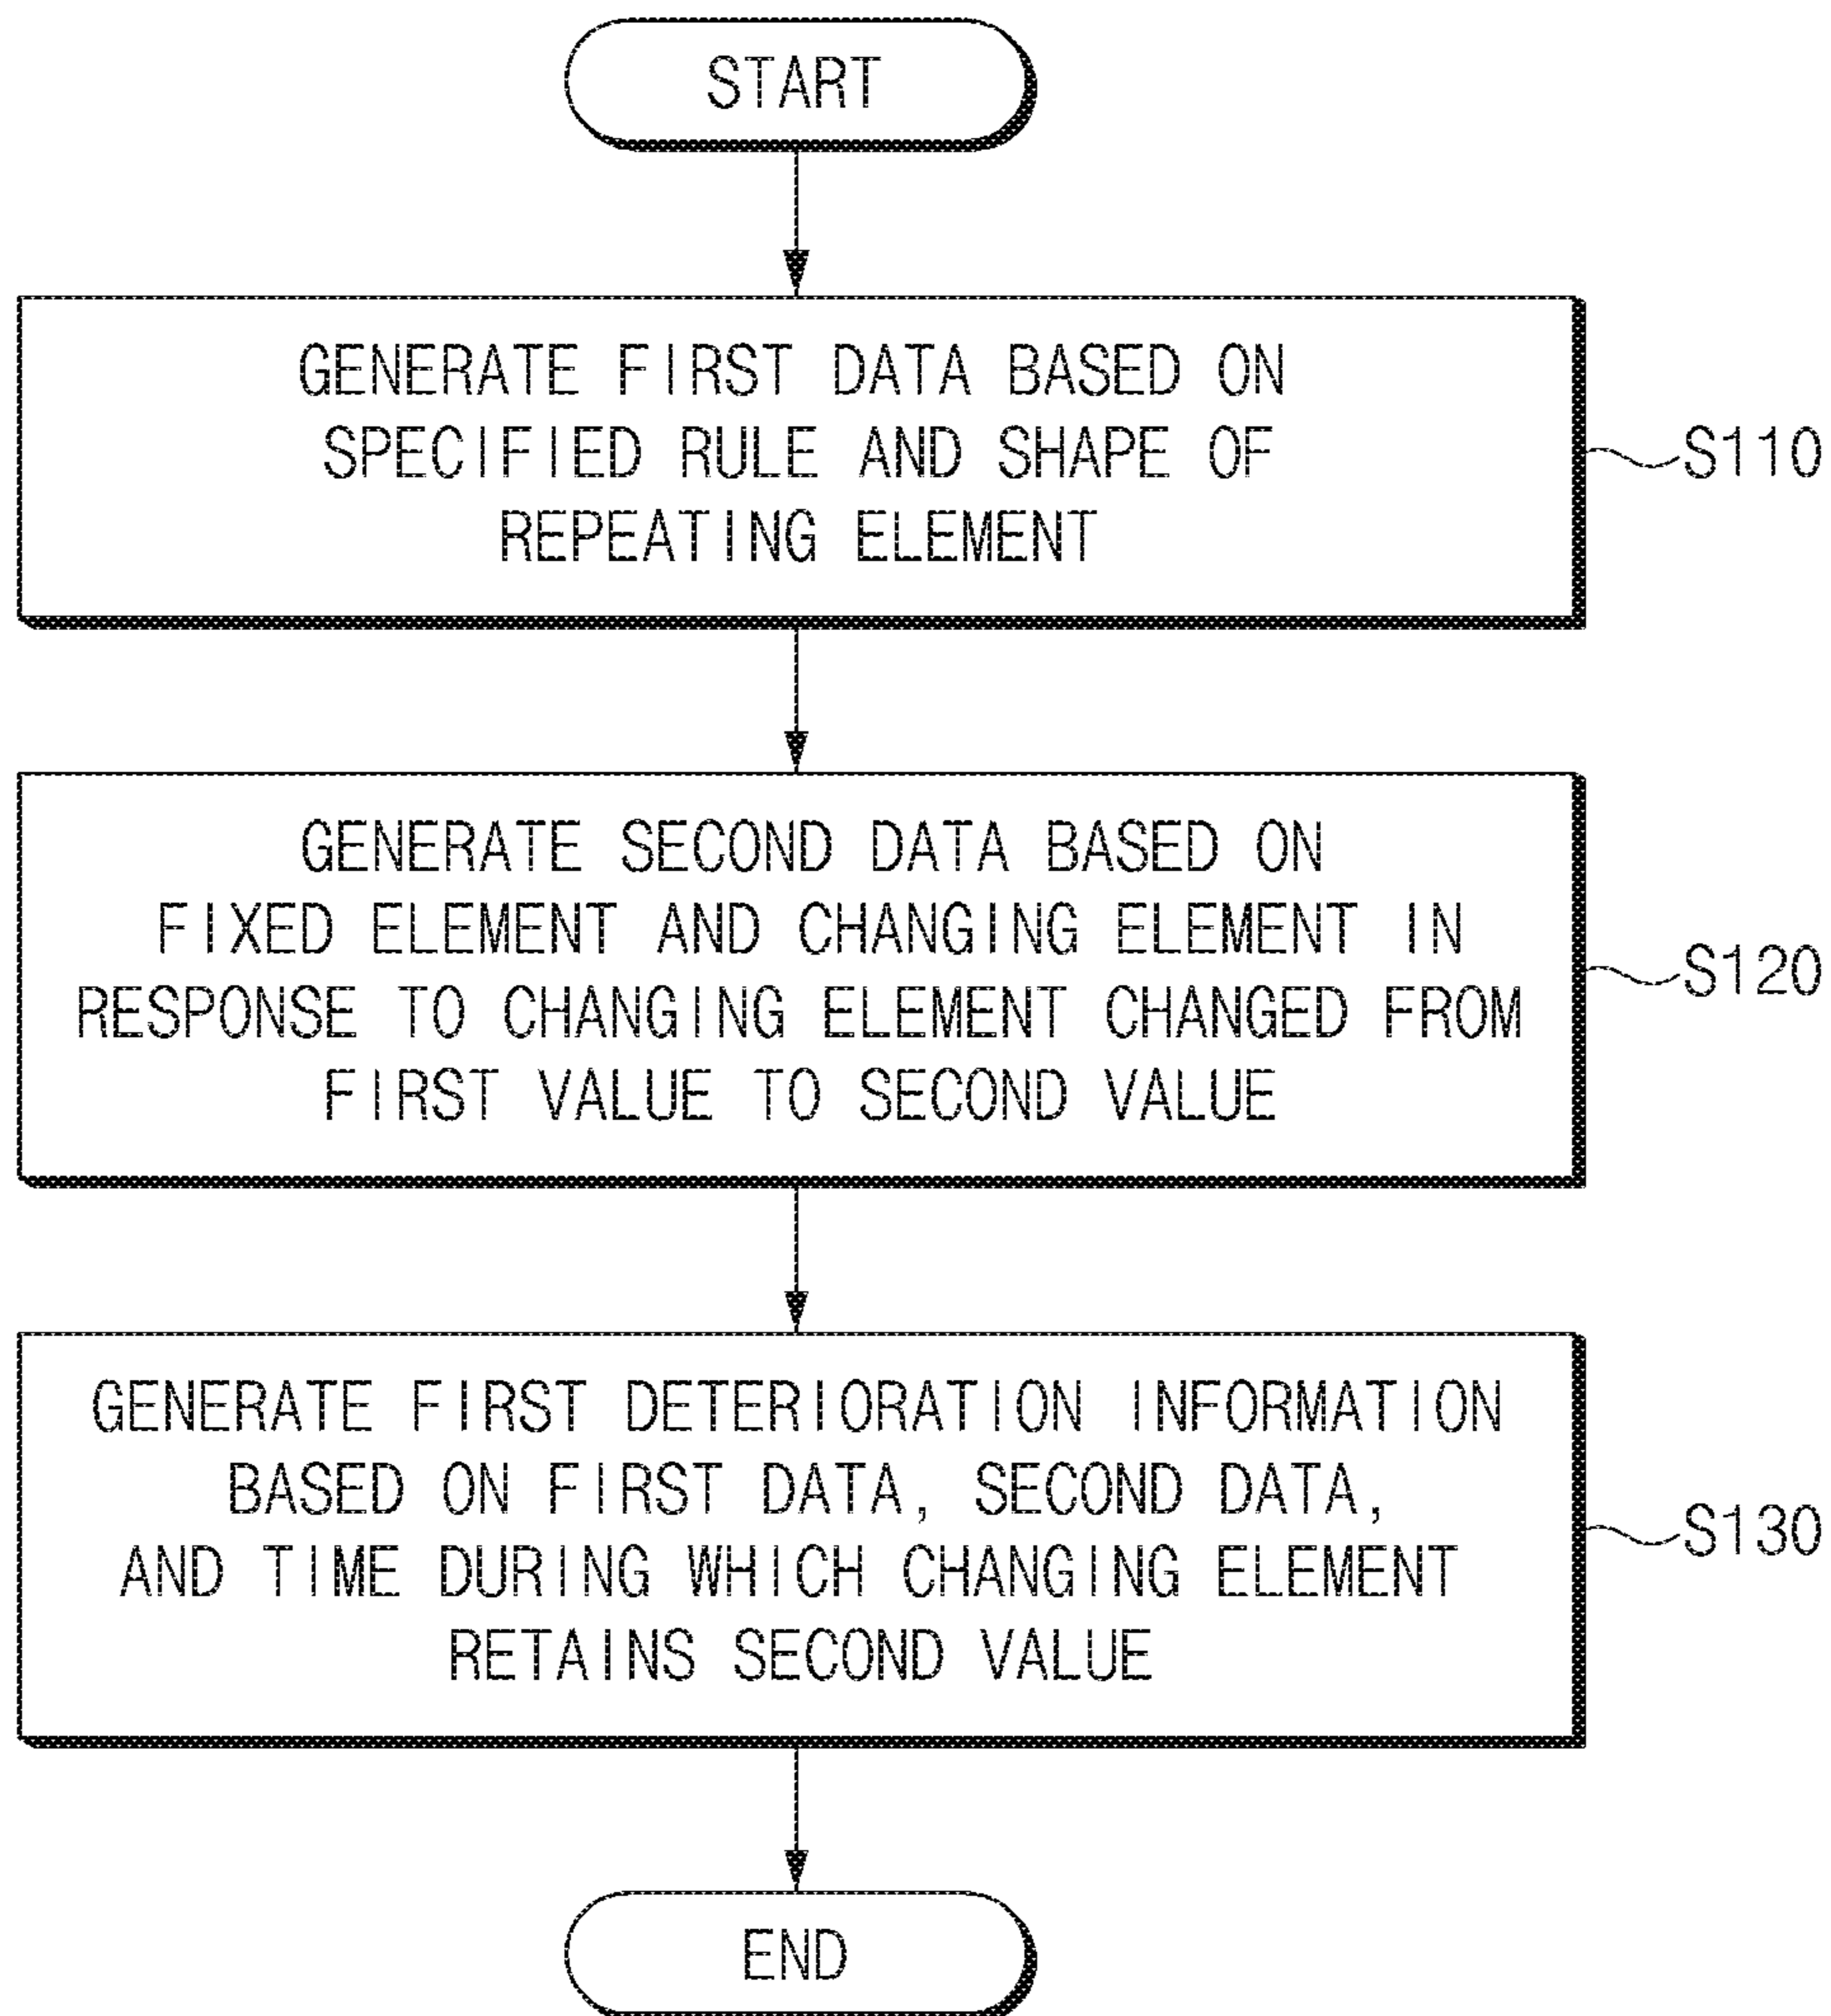 START
GENERATE FIRST DATA BASED ON
SPECIFIED RULE AND SHAPE OF
REPEATING ELEMENT
S110
GENERATE SECOND DATA BASED ON
FIXED ELEMENT AND CHANGING ELEMENT IN
RESPONSE TO CHANGING ELEMENT CHANGED FROM
FIRST VALUE TO SECOND VALUE
S120
GENERATE FIRST DETERIORATION INFORMATION
BASED ON FIRST DATA, SECOND DATA,
AND TIME DURING WHICH CHANGING ELEMENT
RETAINS SECOND VALUE
S130
END